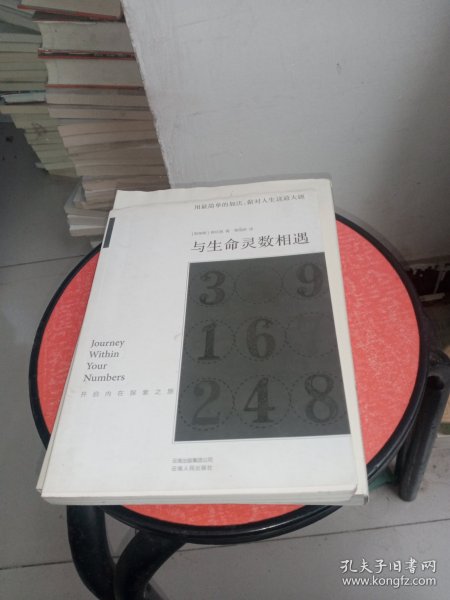 用最简单的加法，面对人生这道大题
与生命灵数相遇
3 9
1 6 7
2 4 8
Journey
Within
Your
Numbers
开启内在探索之旅
云南出版集团公司
云南人民出版社
孔夫子旧书网
www.kongfz.com